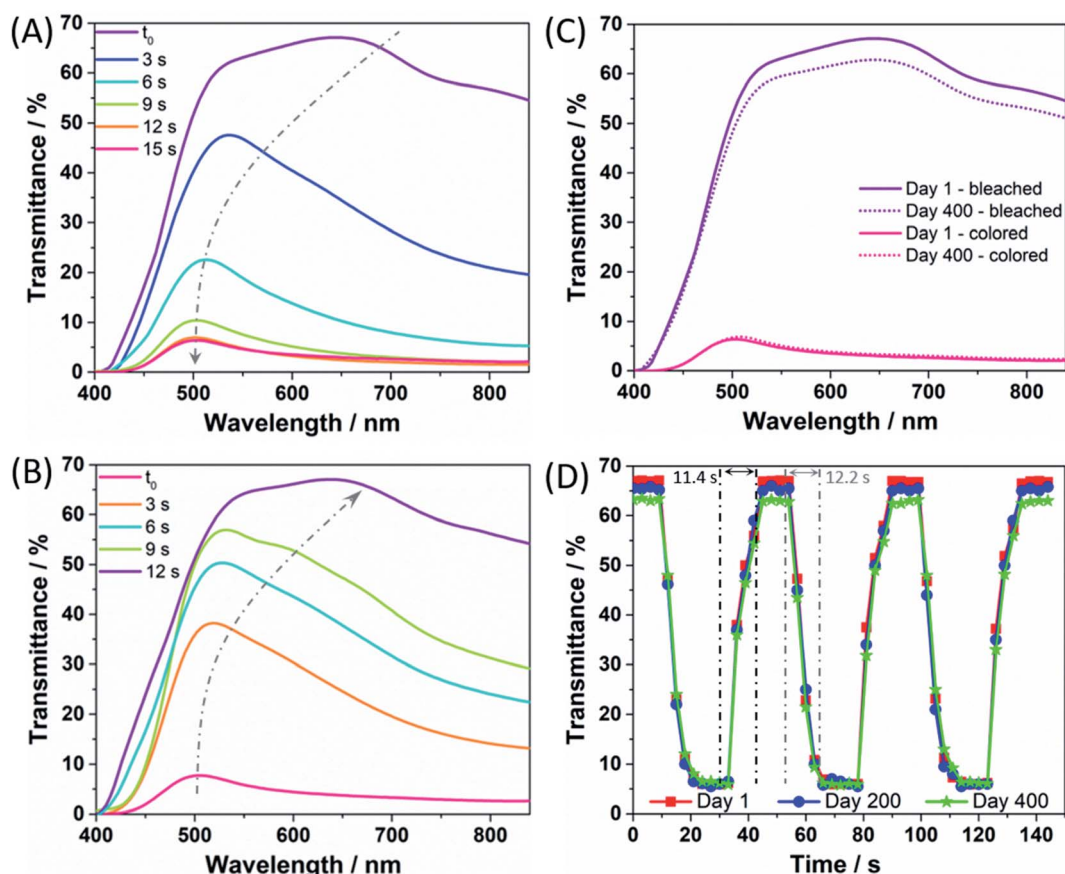 (A)
70
60
50
40
30
20
10
0
Transmittance / %
t0
3 s
6 s
9 s
12 s
15 s
400 500 600 700 800
Wavelength / nm
(C)
70
60
50
40
30
20
10
0
Transmittance / %
Day 1 - bleached
Day 400 - bleached
Day 1 - colored
Day 400 - colored
400 500 600 700 800
Wavelength / nm
(B)
70
60
50
40
30
20
10
0
Transmittance / %
t0
3 s
6 s
9 s
12 s
400 500 600 700 800
Wavelength / nm
(D)
70
60
50
40
30
20
10
0
Transmittance / %
11.4 s 12.2 s
Day 1 Day 200 Day 400
0 20 40 60 80 100 120 140
Time / s